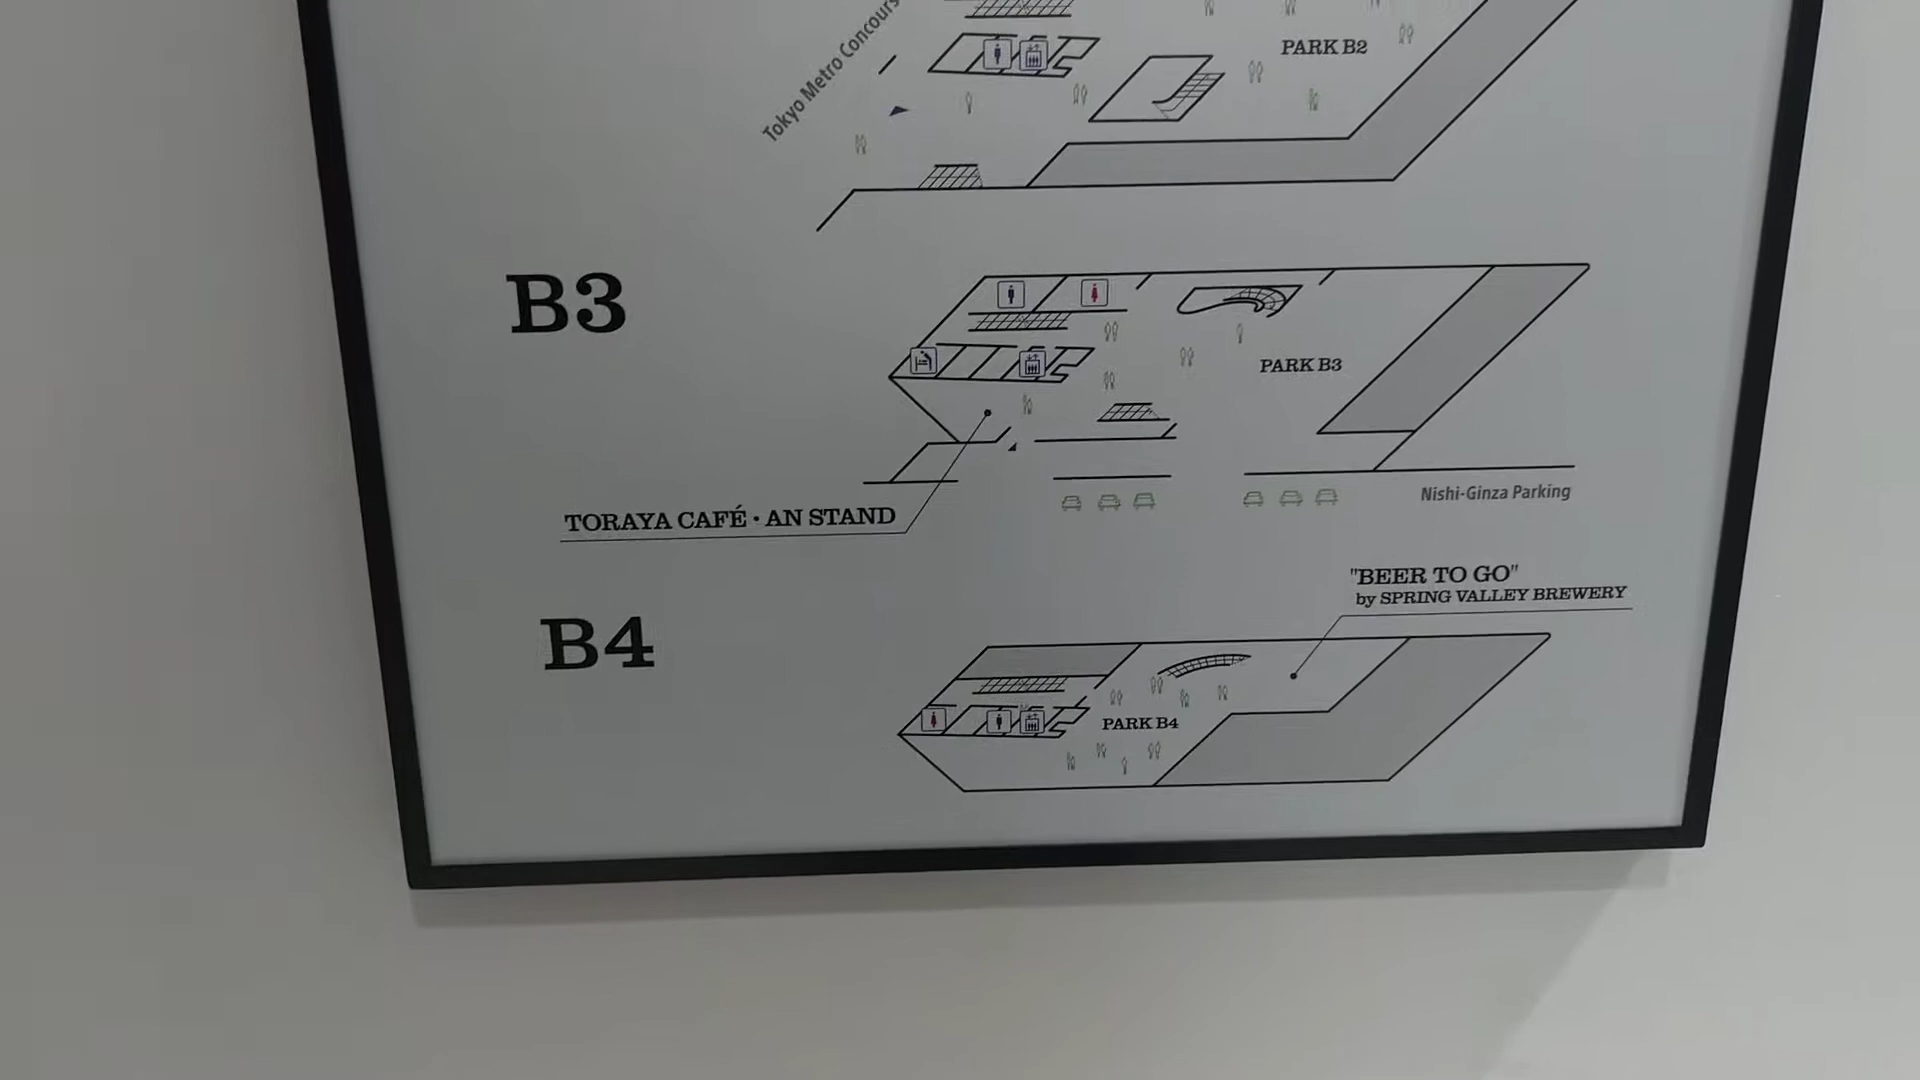 Tokyo Metro Concours
PARK B2
B3
PARK B3
TORAYA CAFÉ · AN STAND
Nishi-Ginza Parking
"BEER TO GO"
by SPRING VALLEY BREWERY
B4
PARK B4